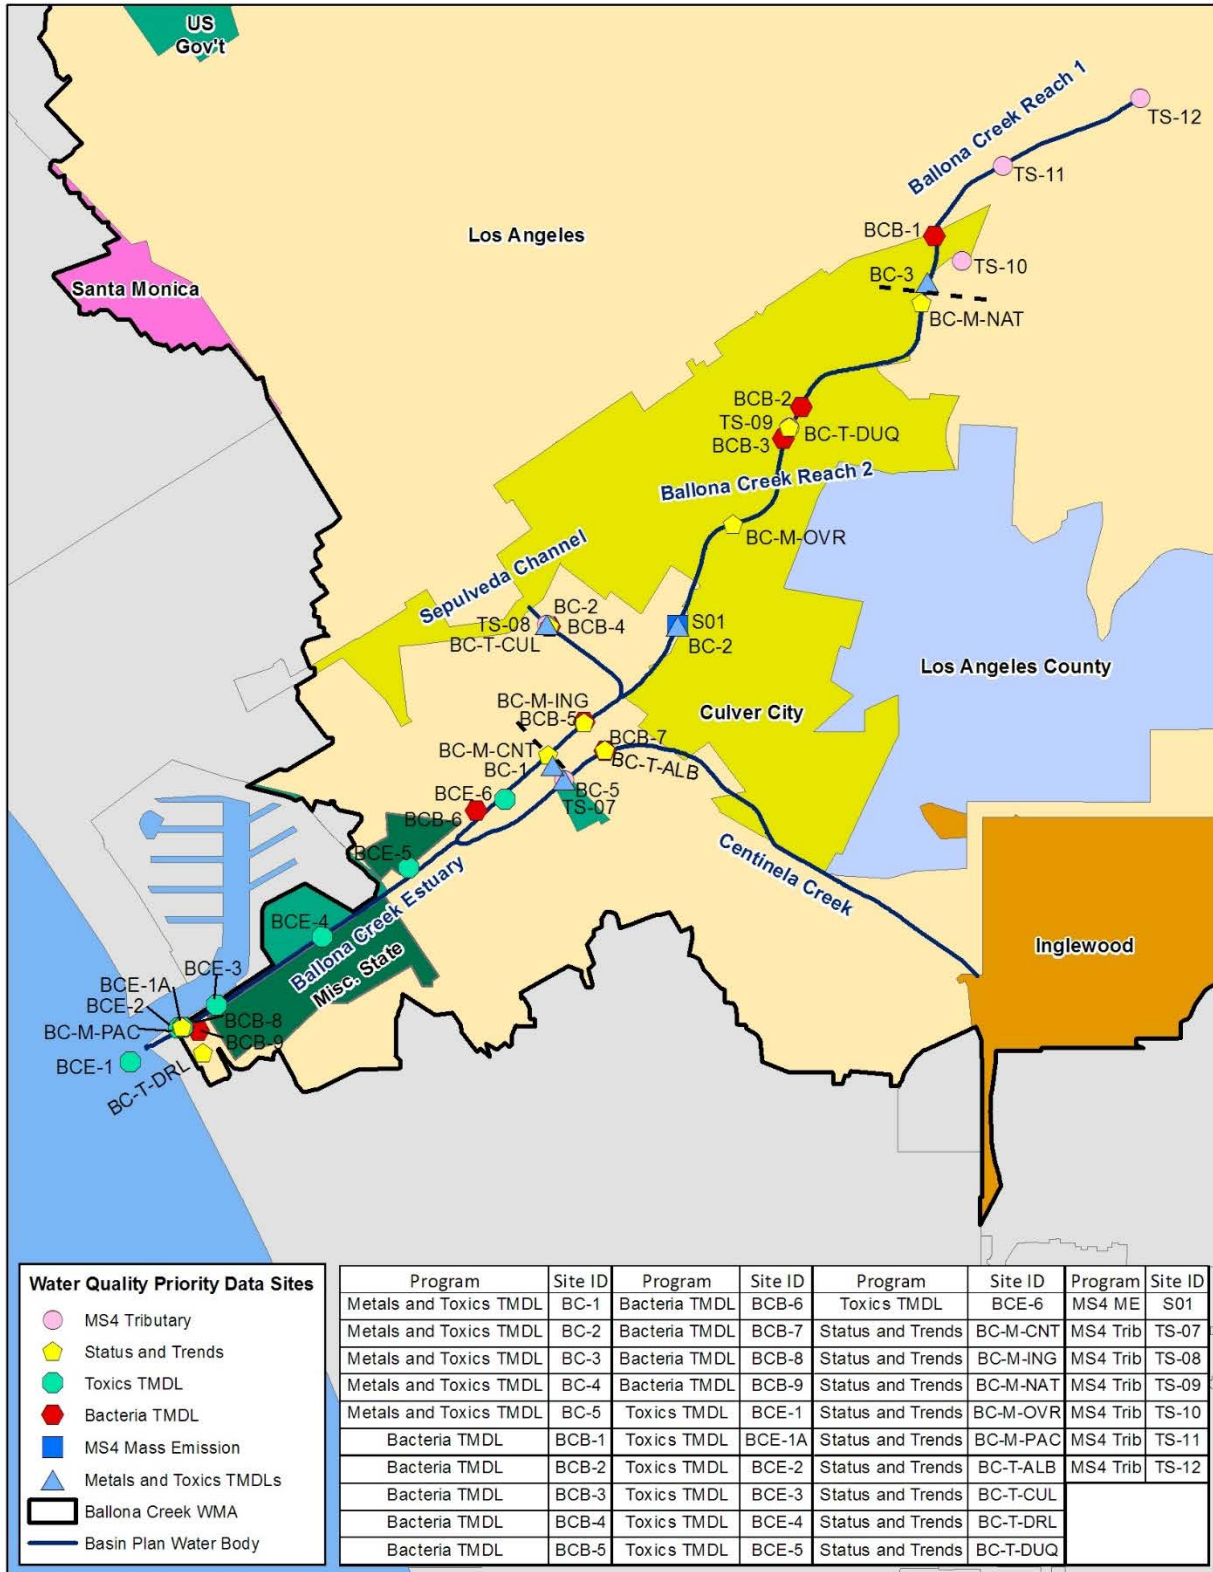 US
Gov't
Ballona Creek Reach 1
TS-12
TS-11
BCB-1
Los Angeles
TS-10
BC-3
Santa Monica
BC-M-NAT
BCB-2
TS-09
BC-T-DUQ
BCB-3
Ballona Creek Reach 2
BC-M-OVR
Sepulveda Channel
BC-2
TS-08
BCB-4
BC-T-CUL
S01
BC-2
Los Angeles County
BC-M-ING
BCB-5
Culver City
BC-M-CNT
BCB-7
BC-T-ALB
BC-1
BC-5
TS-07
BCE-6
BCB-6
BCE-5
Centinela Creek
BCE-4
Ballona Creek Estuary
Misc. State
Inglewood
BCE-3
BCE-1A
BCE-2
BCB-8
BC-M-PAC
BCB-9
BCE-1
BC-T-DRL
Water Quality Priority Data Sites
MS4 Tributary
Status and Trends
Toxics TMDL
Bacteria TMDL
MS4 Mass Emission
Metals and Toxics TMDLs
Ballona Creek WMA
Basin Plan Water Body
Program Site ID Program Site ID Program Site ID Program Site ID
Metals and Toxics TMDL BC-1 Bacteria TMDL BCB-6 Toxics TMDL BCE-6 MS4 ME S01
Metals and Toxics TMDL BC-2 Bacteria TMDL BCB-7 Status and Trends BC-M-CNT MS4 Trib TS-07
Metals and Toxics TMDL BC-3 Bacteria TMDL BCB-8 Status and Trends BC-M-ING MS4 Trib TS-08
Metals and Toxics TMDL BC-4 Bacteria TMDL BCB-9 Status and Trends BC-M-NAT MS4 Trib TS-09
Metals and Toxics TMDL BC-5 Toxics TMDL BCE-1 Status and Trends BC-M-OVR MS4 Trib TS-10
Bacteria TMDL BCB-1 Toxics TMDL BCE-1A Status and Trends BC-M-PAC MS4 Trib TS-11
Bacteria TMDL BCB-2 Toxics TMDL BCE-2 Status and Trends BC-T-ALB MS4 Trib TS-12
Bacteria TMDL BCB-3 Toxics TMDL BCE-3 Status and Trends BC-T-CUL
Bacteria TMDL BCB-4 Toxics TMDL BCE-4 Status and Trends BC-T-DRL
Bacteria TMDL BCB-5 Toxics TMDL BCE-5 Status and Trends BC-T-DUQ